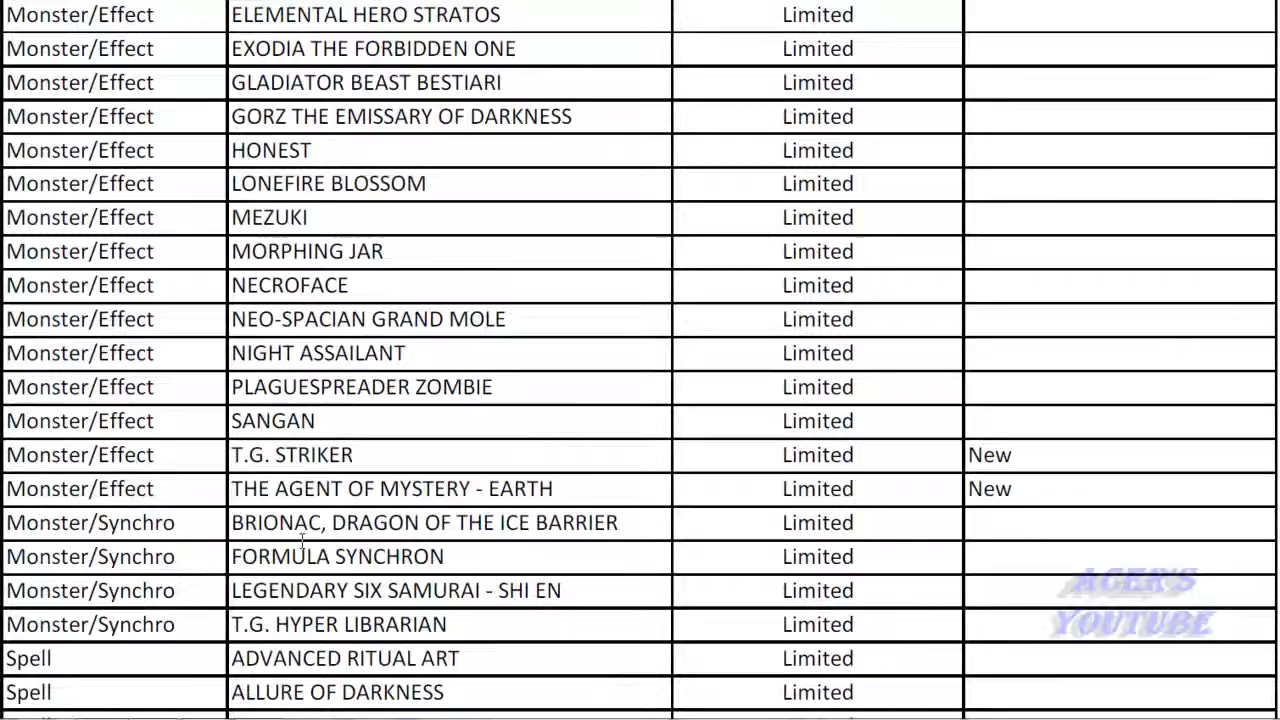 Monster/Effect ELEMENTAL HERO STRATOS Limited
Monster/Effect EXODIA THE FORBIDDEN ONE Limited
Monster/Effect GLADIATOR BEAST BESTIARI Limited
Monster/Effect GORZ THE EMISSARY OF DARKNESS Limited
Monster/Effect HONEST Limited
Monster/Effect LONEFIRE BLOSSOM Limited
Monster/Effect MEZUKI Limited
Monster/Effect MORPHING JAR Limited
Monster/Effect NECROFACE Limited
Monster/Effect NEO-SPACIAN GRAND MOLE Limited
Monster/Effect NIGHT ASSAILANT Limited
Monster/Effect PLAGUESPREADER ZOMBIE Limited
Monster/Effect SANGAN Limited
Monster/Effect T.G. STRIKER Limited New
Monster/Effect THE AGENT OF MYSTERY - EARTH Limited New
Monster/Synchro BRIONAC, DRAGON OF THE ICE BARRIER Limited
Monster/Synchro FORMULA SYNCHRON Limited
Monster/Synchro LEGENDARY SIX SAMURAI - SHI EN Limited
Monster/Synchro T.G. HYPER LIBRARIAN Limited
Spell ADVANCED RITUAL ART Limited
Spell ALLURE OF DARKNESS Limited
ACER'S
YOUTUBE